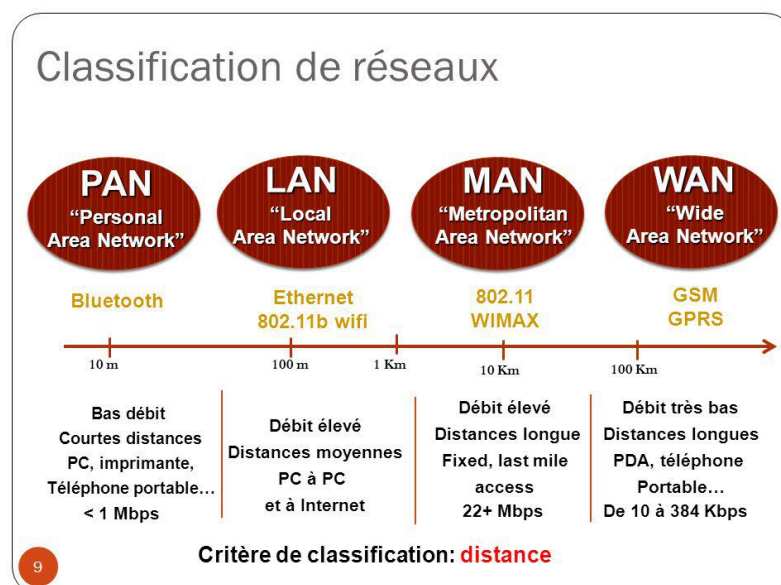 Classification de réseaux
PAN
“Personal
Area Network”
LAN
“Local
Area Network”
MAN
“Metropolitan
Area Network”
WAN
“Wide
Area Network”
Bluetooth
Ethernet
802.11b wifi
802.11
WIMAX
GSM
GPRS
10 m
100 m
1 Km
10 Km
100 Km
Bas débit
Courtes distances
PC, imprimante,
Téléphone portable…
< 1 Mbps
Débit élevé
Distances moyennes
PC à PC
et à Internet
Débit élevé
Distances longue
Fixed, last mile
access
22+ Mbps
Débit très bas
Distances longues
PDA, téléphone
Portable…
De 10 à 384 Kbps
Critère de classification: distance
9